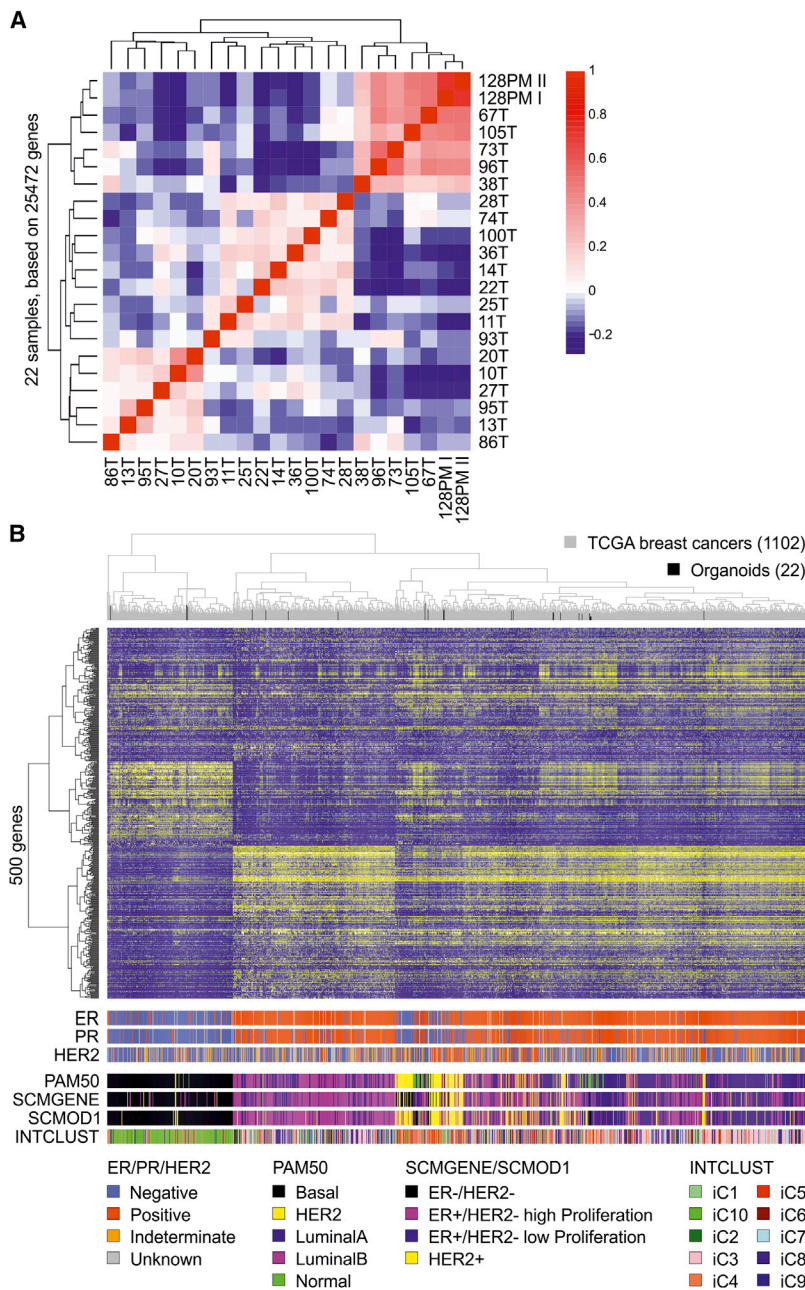 A
22 samples, based on 25472 genes
128PM II
128PM I
67T
105T
73T
96T
38T
28T
74T
100T
36T
14T
22T
25T
11T
93T
20T
10T
27T
95T
13T
86T
1
0.8
0.6
0.4
0.2
0
−0.2
86T 13T 95T 27T 10T 20T 93T 11T 25T 22T 14T 36T 100T 74T 28T 38T 96T 73T 105T 67T 128PM I 128PM II
B
TCGA breast cancers (1102)
Organoids (22)
500 genes
ER
PR
HER2
PAM50
SCMGENE
SCMOD1
INTCLUST
ER/PR/HER2
Negative
Positive
Indeterminate
Unknown
PAM50
Basal
HER2
LuminalA
LuminalB
Normal
SCMGENE/SCMOD1
ER-/HER2-
ER+/HER2- high Proliferation
ER+/HER2- low Proliferation
HER2+
INTCLUST
iC1
iC10
iC2
iC3
iC4
iC5
iC6
iC7
iC8
iC9